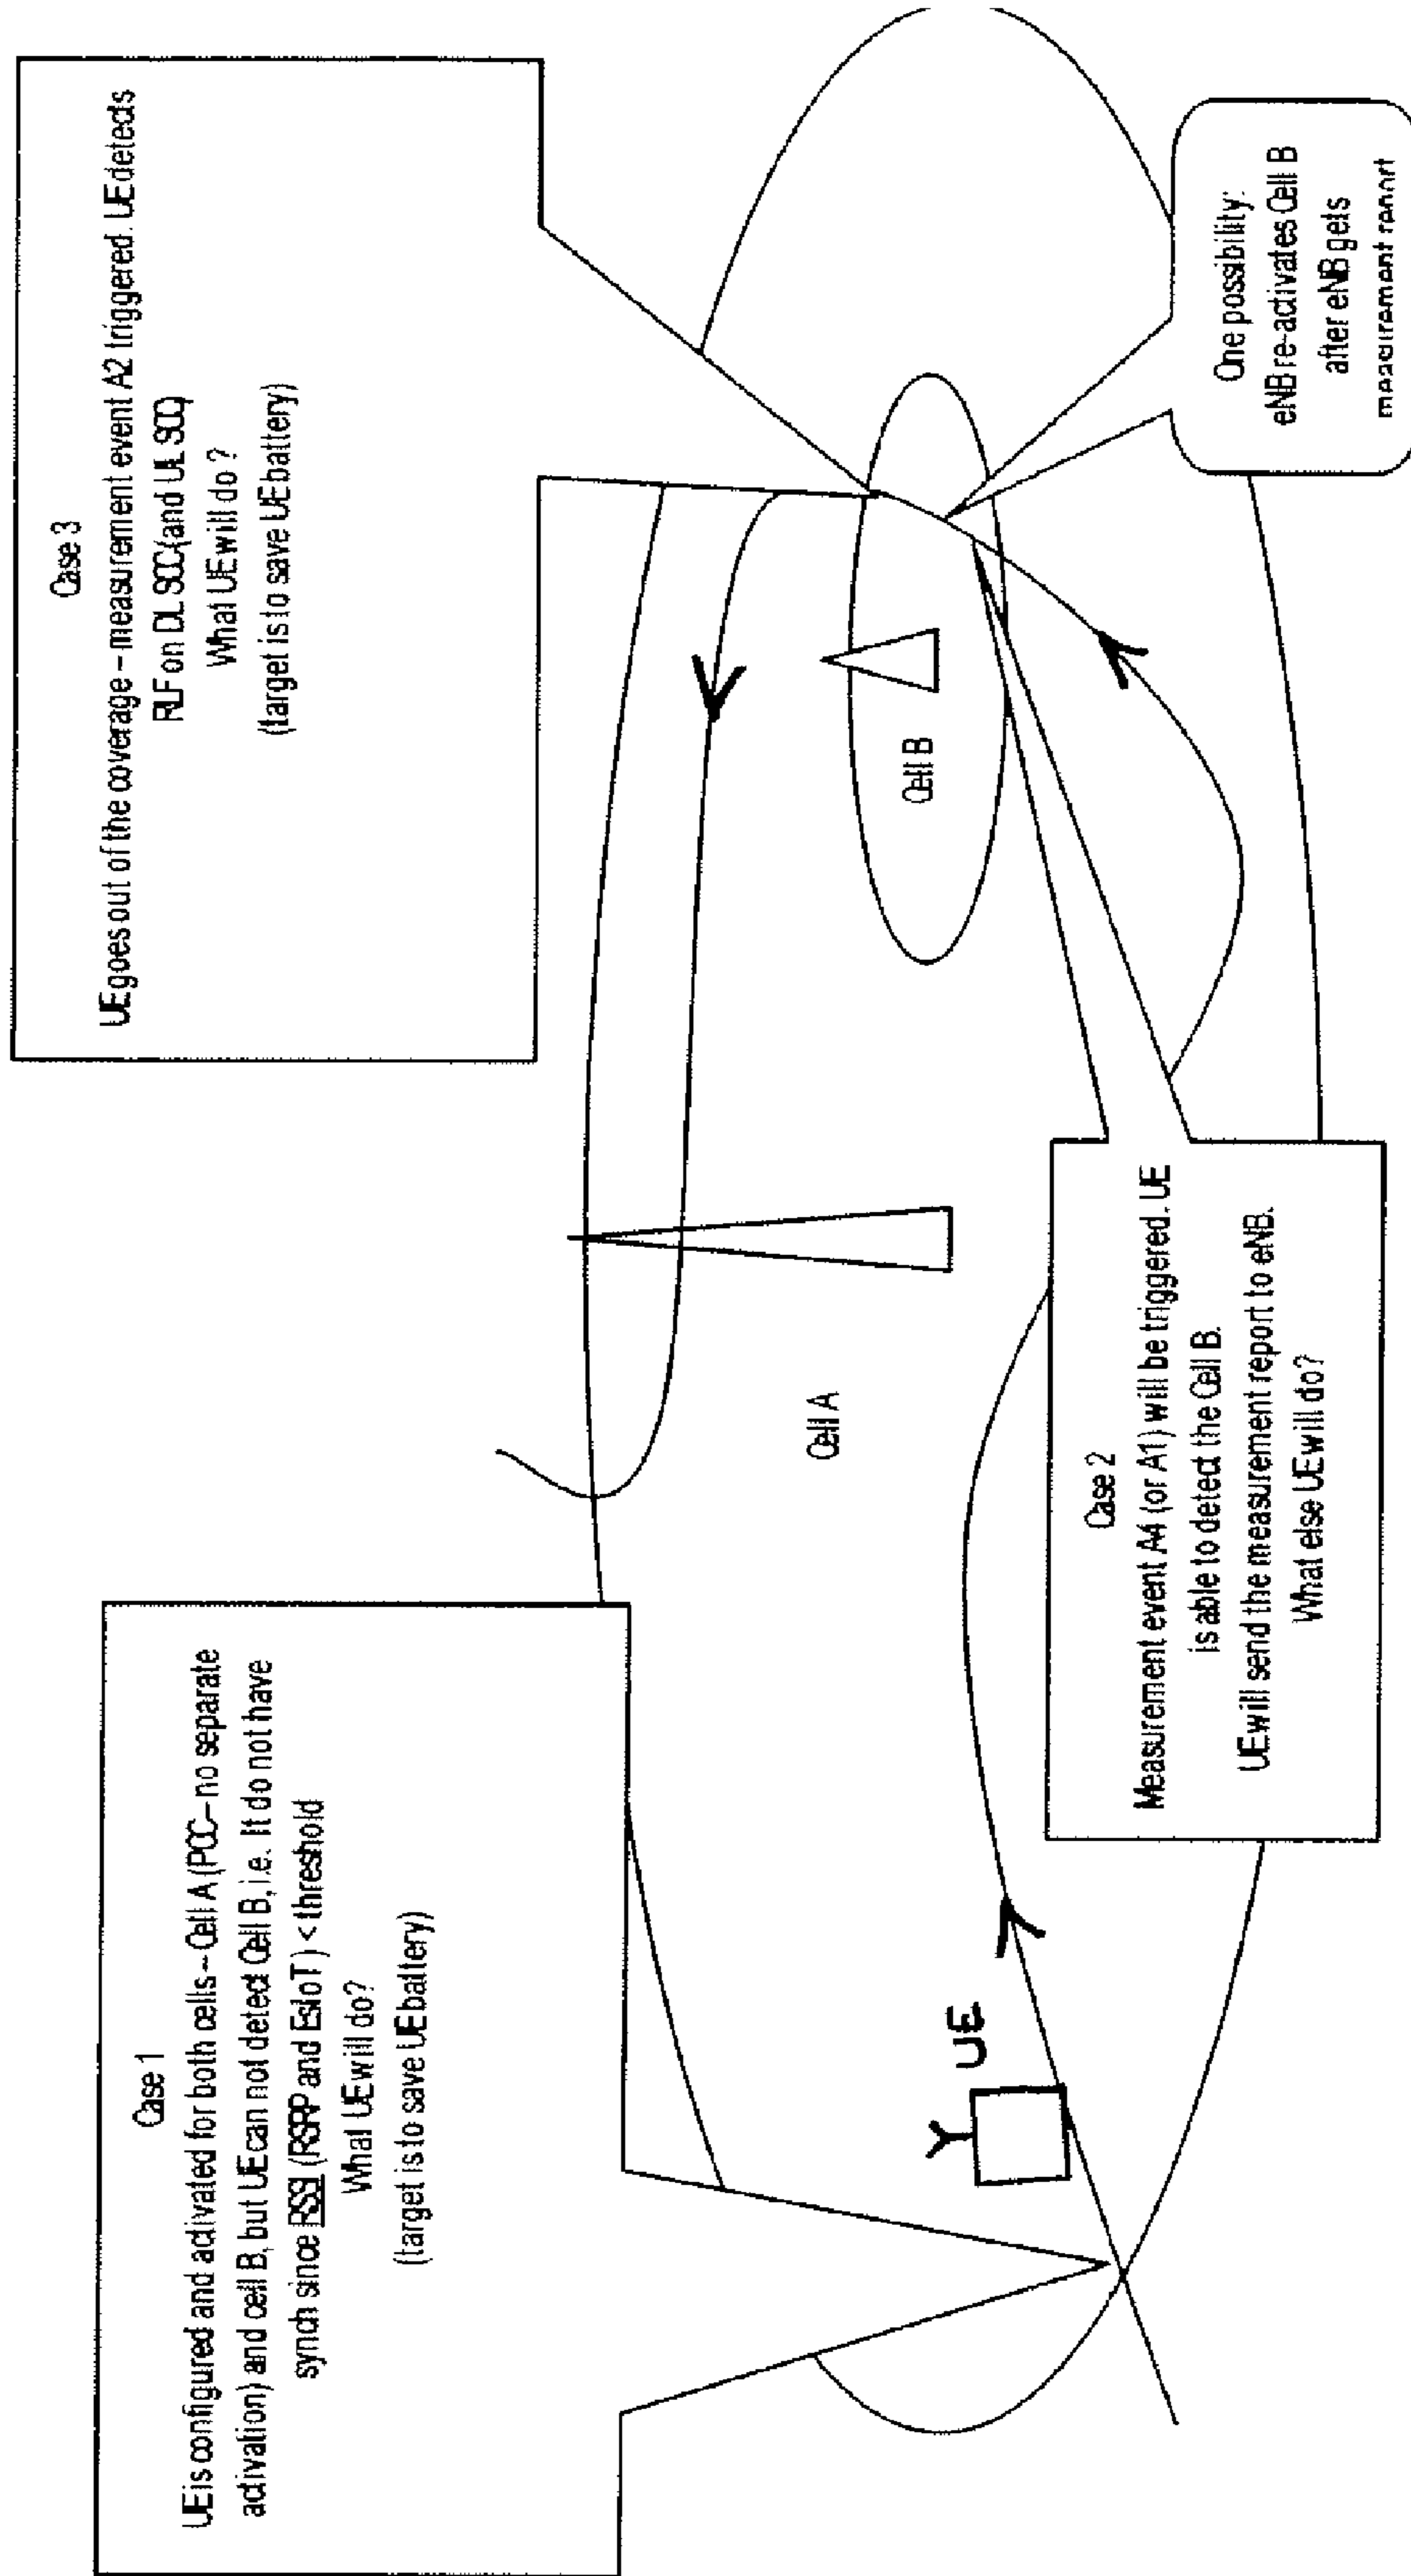 Case 1
UE is configured and activated for both cells – Cell A (PCC – no separate
activation) and cell B, but UE can not detect Cell B, i.e. It do not have
synch since RSSI (RSRP and EsIoT) < threshold
What UE will do?
(target is to save UE battery)
Case 3
UE goes out of the coverage – measurement event A2 triggered. UE detects
RLF on DL SCC (and UL SCC)
What UE will do ?
(target is to save UE battery)
UE
Cell A
Cell B
Case 2
Measurement event A4 (or A1) will be triggered. UE
is able to detect the Cell B.
UE will send the measurement report to eNB.
What else UE will do?
One possibility:
eNB re-activates Cell B
after eNB gets
measurement report